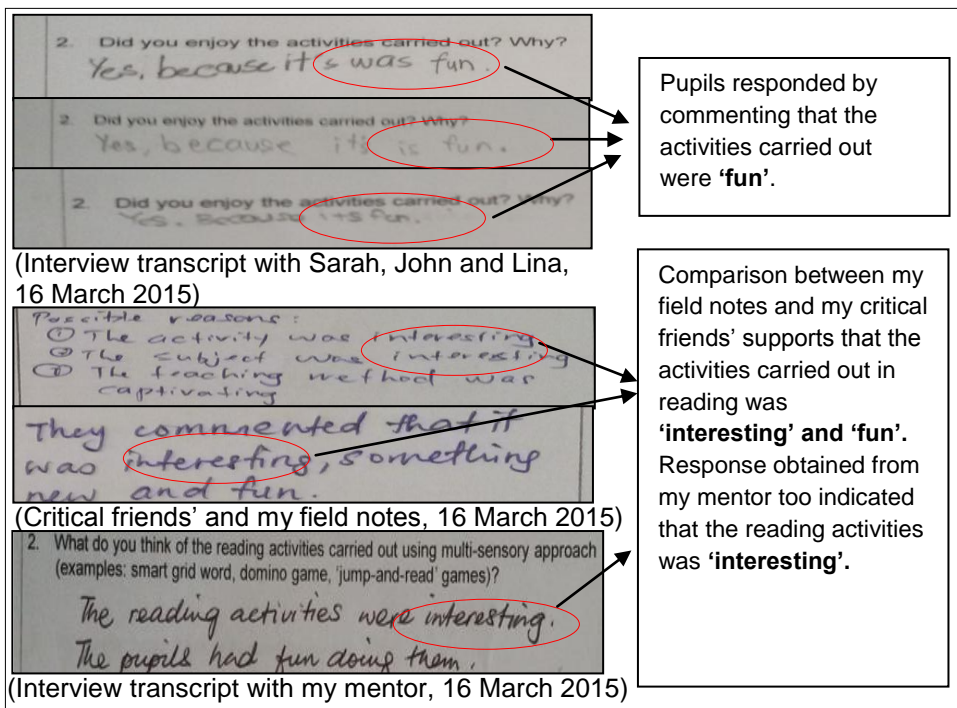 2. Did you enjoy the activities carried out? Why?
Yes, because it's was fun.
2. Did you enjoy the activities carried out? Why?
Yes, because it's is fun.
2. Did you enjoy the activities carried out? Why?
Yes. Because its fun.
(Interview transcript with Sarah, John and Lina,
16 March 2015)
Possible reasons:
① The activity was interesting
② The subject was interesting
③ The teaching method was
captivating
They commented that it
was interesting, something
new and fun.
(Critical friends' and my field notes, 16 March 2015)
2. What do you think of the reading activities carried out using multi-sensory approach
(examples: smart grid word, domino game, 'jump-and-read' games)?
The reading activities were interesting.
The pupils had fun doing them.
(Interview transcript with my mentor, 16 March 2015)
Pupils responded by
commenting that the
activities carried out
were ‘fun’.
Comparison between my
field notes and my critical
friends’ supports that the
activities carried out in
reading was
‘interesting’ and ‘fun’.
Response obtained from
my mentor too indicated
that the reading activities
was ‘interesting’.